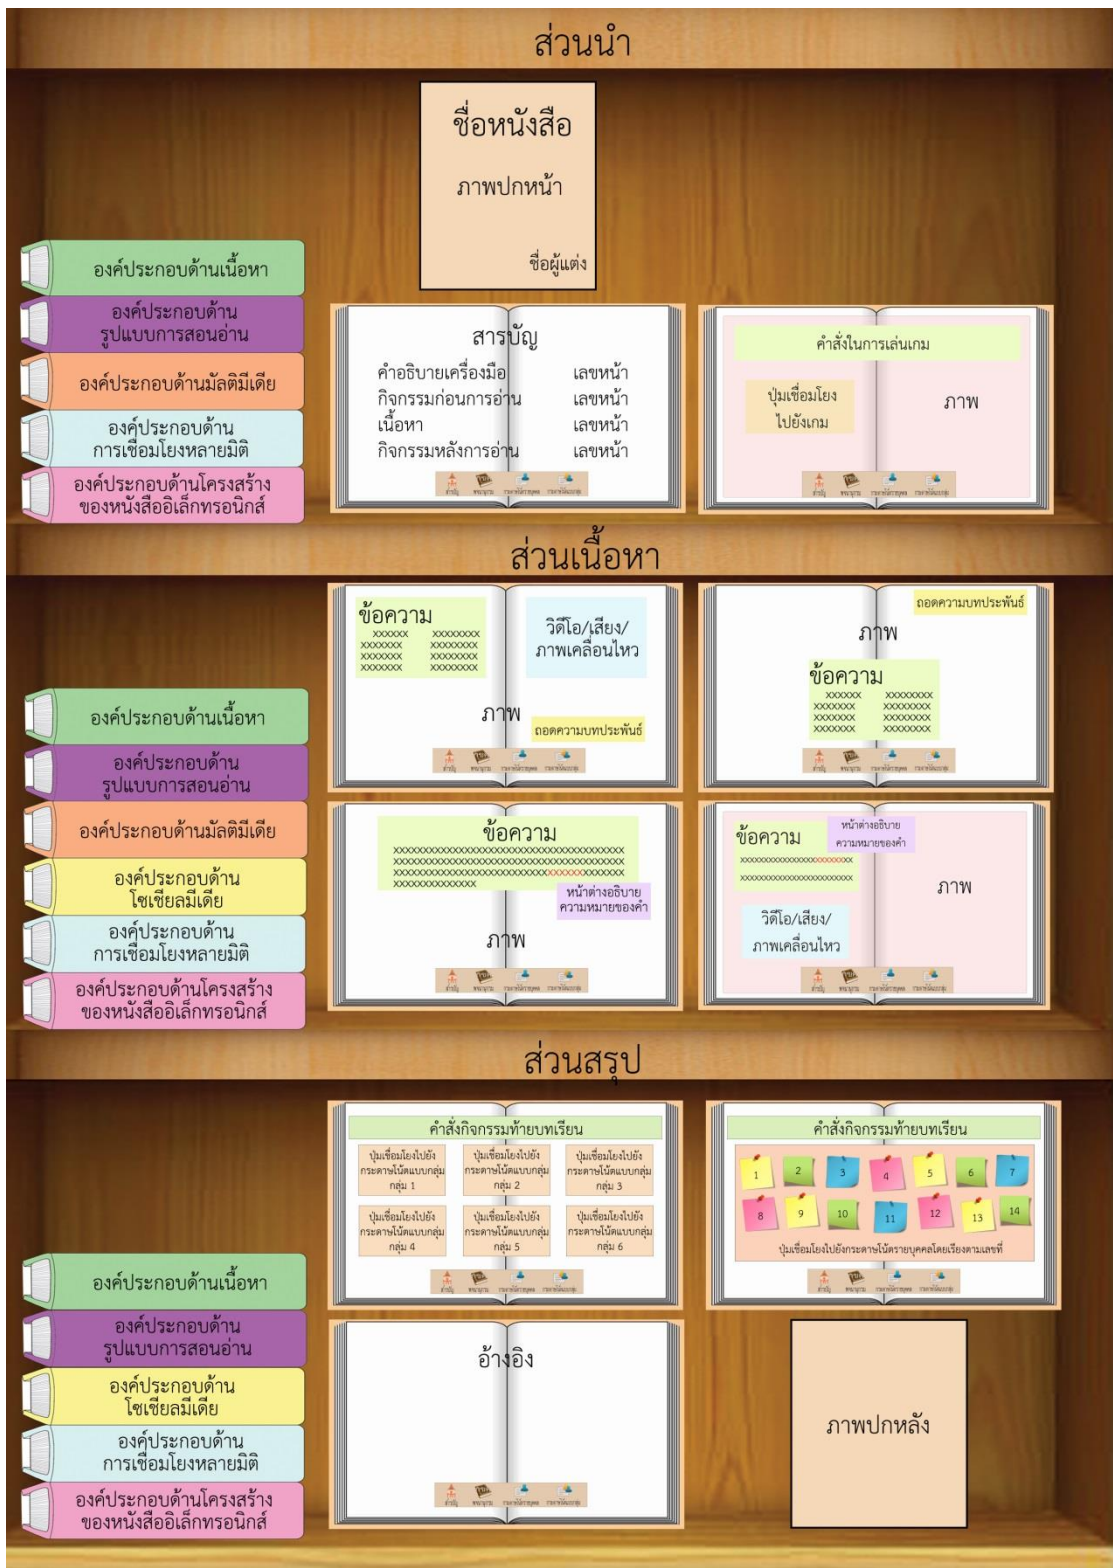 ส่วนนำ
ชื่อหนังสือ
ภาพปกหน้า
ชื่อผู้แต่ง
องค์ประกอบด้านเนื้อหา
องค์ประกอบด้าน
รูปแบบการสอนอ่าน
องค์ประกอบด้านมัลติมีเดีย
องค์ประกอบด้าน
การเชื่อมโยงหลายมิติ
องค์ประกอบด้านโครงสร้าง
ของหนังสืออิเล็กทรอนิกส์
สารบัญ
คำอธิบายเครื่องมือ เลขหน้า
กิจกรรมก่อนการอ่าน เลขหน้า
เนื้อหา เลขหน้า
กิจกรรมหลังการอ่าน เลขหน้า
คำสั่งในการเล่นเกม
ปุ่มเชื่อมโยง
ไปยังเกม
ภาพ
ส่วนเนื้อหา
องค์ประกอบด้านเนื้อหา
องค์ประกอบด้าน
รูปแบบการสอนอ่าน
องค์ประกอบด้านมัลติมีเดีย
องค์ประกอบด้าน
โซเชียลมีเดีย
องค์ประกอบด้าน
การเชื่อมโยงหลายมิติ
องค์ประกอบด้านโครงสร้าง
ของหนังสืออิเล็กทรอนิกส์
ข้อความ
xxxxxx xxxxxxx
xxxxxxx xxxxxxx
xxxxxxx xxxxxxx
xxxxxxx xxxxxxx
วิดีโอ/เสียง/
ภาพเคลื่อนไหว
ภาพ
ถอดความบทประพันธ์
ถอดความบทประพันธ์
ภาพ
ข้อความ
xxxxxx xxxxxxxx
xxxxxxx xxxxxxx
xxxxxxx xxxxxxx
xxxxxxx xxxxxxx
ข้อความ
หน้าต่างอธิบาย
ความหมายของคำ
ภาพ
ข้อความ
หน้าต่างอธิบาย
ความหมายของคำ
วิดีโอ/เสียง/
ภาพเคลื่อนไหว
ภาพ
ส่วนสรุป
องค์ประกอบด้านเนื้อหา
องค์ประกอบด้าน
รูปแบบการสอนอ่าน
องค์ประกอบด้าน
โซเชียลมีเดีย
องค์ประกอบด้าน
การเชื่อมโยงหลายมิติ
องค์ประกอบด้านโครงสร้าง
ของหนังสืออิเล็กทรอนิกส์
คำสั่งกิจกรรมท้ายบทเรียน
ปุ่มเชื่อมโยงไปยัง
กระดาษโน้ตแบบกลุ่ม
กลุ่ม 1
ปุ่มเชื่อมโยงไปยัง
กระดาษโน้ตแบบกลุ่ม
กลุ่ม 2
ปุ่มเชื่อมโยงไปยัง
กระดาษโน้ตแบบกลุ่ม
กลุ่ม 3
ปุ่มเชื่อมโยงไปยัง
กระดาษโน้ตแบบกลุ่ม
กลุ่ม 4
ปุ่มเชื่อมโยงไปยัง
กระดาษโน้ตแบบกลุ่ม
กลุ่ม 5
ปุ่มเชื่อมโยงไปยัง
กระดาษโน้ตแบบกลุ่ม
กลุ่ม 6
คำสั่งกิจกรรมท้ายบทเรียน
1 2 3 4 5 6 7
8 9 10 11 12 13 14
ปุ่มเชื่อมโยงไปยังกระดาษโน้ตรายบุคคลโดยเรียงตามเลขที่
อ้างอิง
ภาพปกหลัง